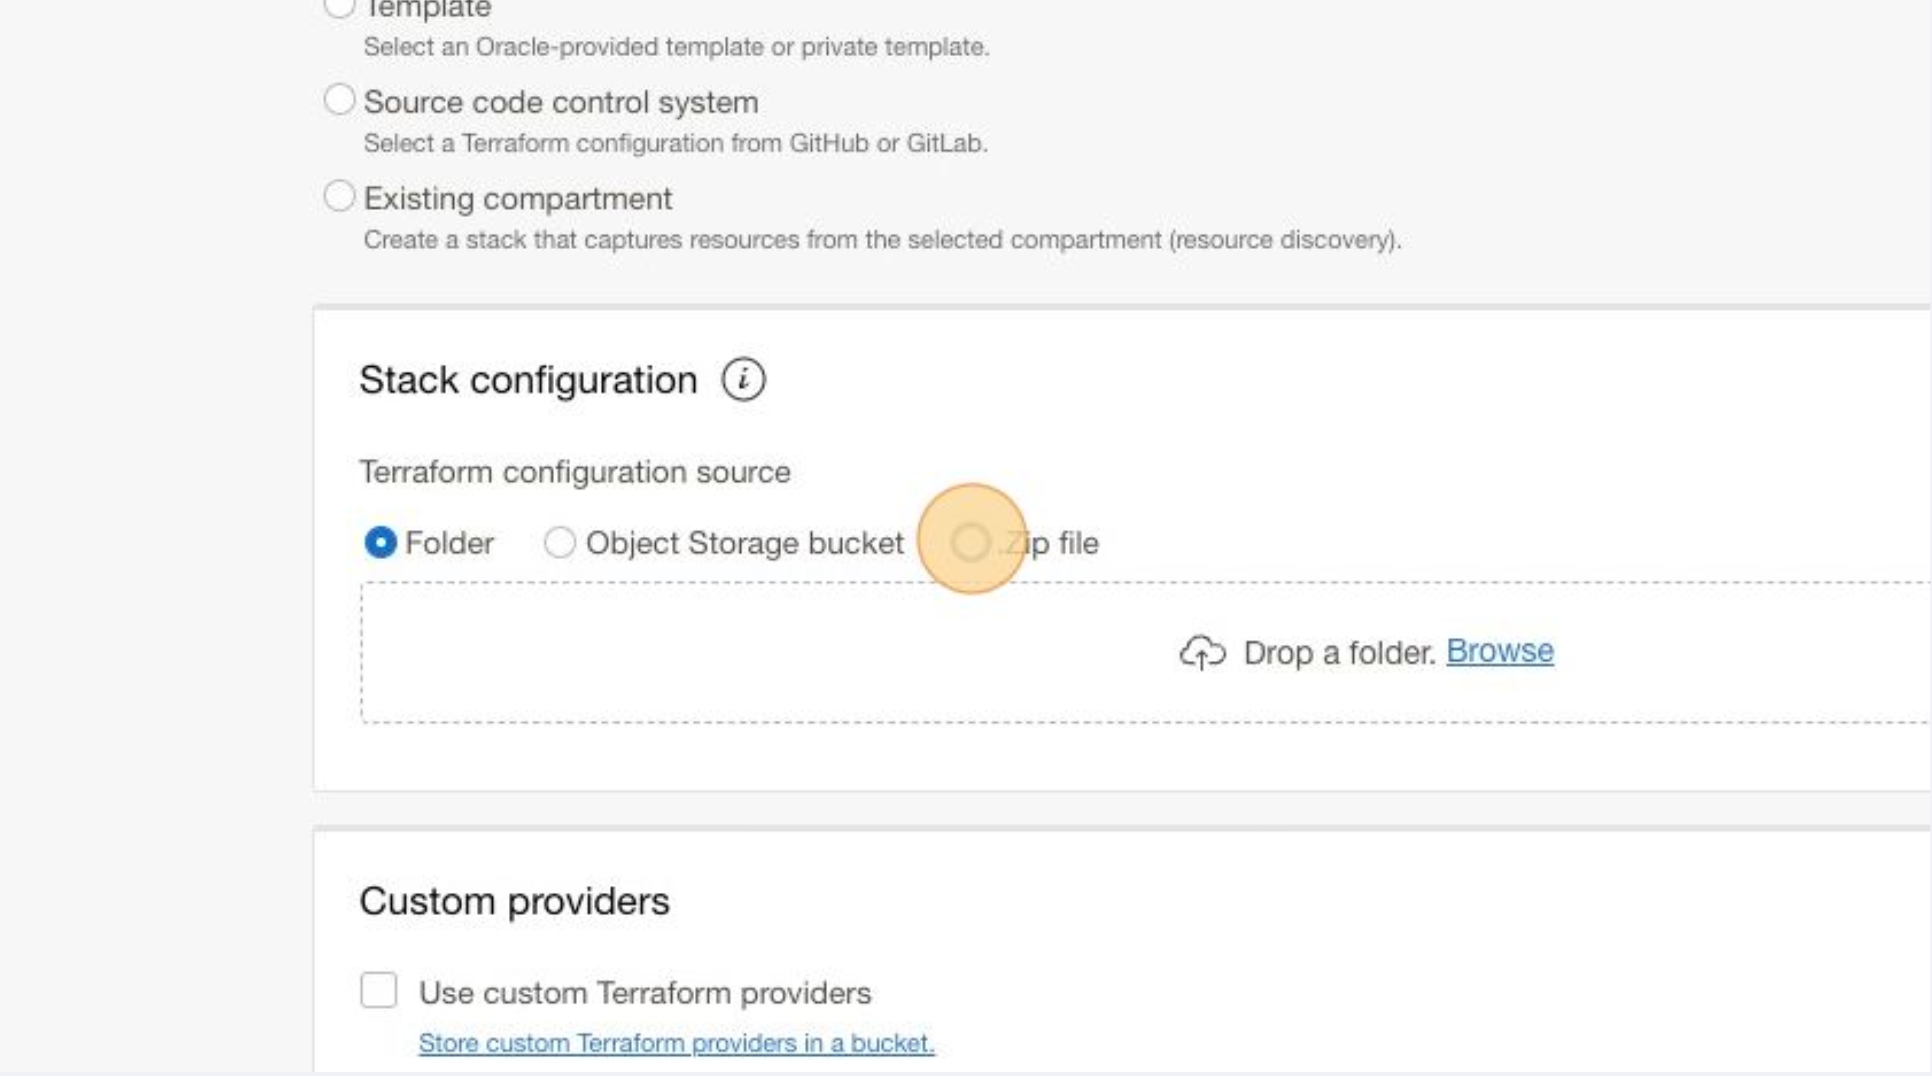 Template
Select an Oracle-provided template or private template.
Source code control system
Select a Terraform configuration from GitHub or GitLab.
Existing compartment
Create a stack that captures resources from the selected compartment (resource discovery).
Stack configuration i
Terraform configuration source
Folder Object Storage bucket .Zip file
Drop a folder. Browse
Custom providers
Use custom Terraform providers
Store custom Terraform providers in a bucket.